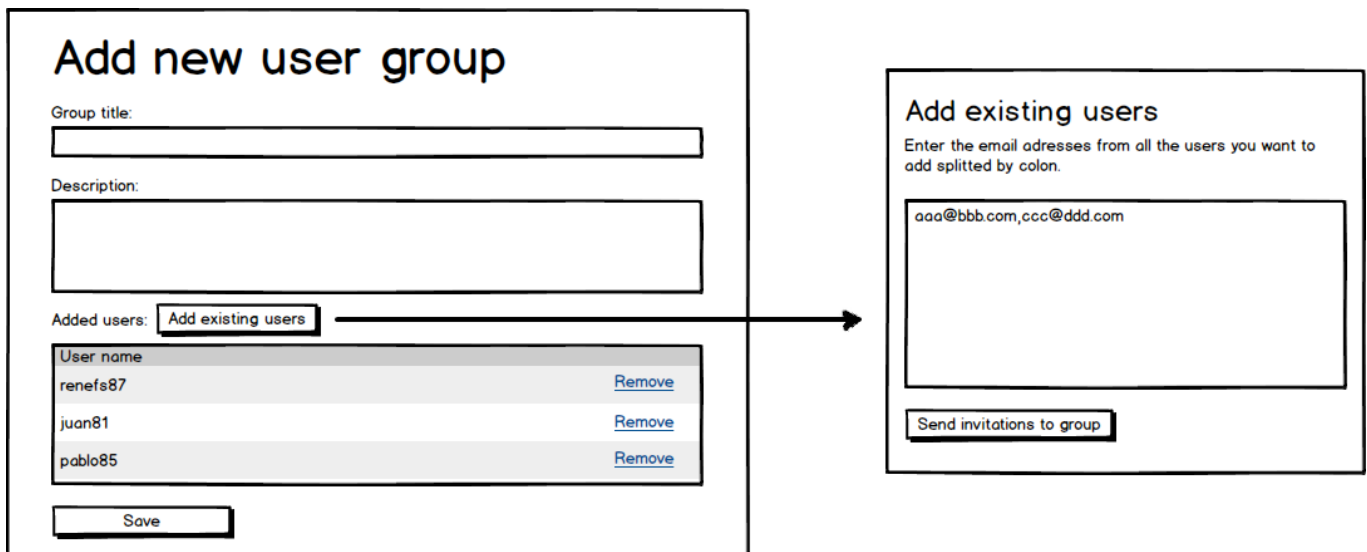 Add new user group
Group title:
Description:
Added users: Add existing users
User name
renefs87 Remove
juan81 Remove
pablo85 Remove
Save
Add existing users
Enter the email adresses from all the users you want to
add splitted by colon.
aaa@bbb.com,ccc@ddd.com
Send invitations to group